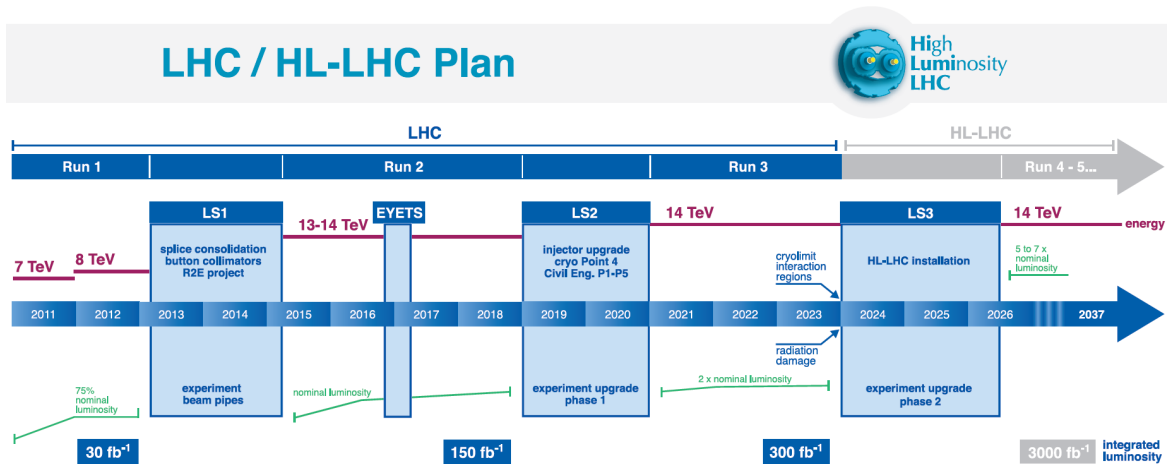 LHC / HL-LHC Plan
High
Luminosity
LHC
LHC
HL-LHC
Run 1
Run 2
Run 3
Run 4 - 5...
LS1
EYETS
LS2
LS3
13-14 TeV
14 TeV
14 TeV
energy
7 TeV
8 TeV
splice consolidation
button collimators
R2E project
injector upgrade
cryo Point 4
Civil Eng. P1-P5
cryolimit
interaction
regions
HL-LHC installation
5 to 7 x
nominal
luminosity
2011 2012 2013 2014 2015 2016 2017 2018 2019 2020 2021 2022 2023 2024 2025 2026 2037
radiation
damage
75%
nominal
luminosity
experiment
beam pipes
nominal luminosity
experiment upgrade
phase 1
2 x nominal luminosity
experiment upgrade
phase 2
30 fb⁻¹
150 fb⁻¹
300 fb⁻¹
3000 fb⁻¹
integrated
luminosity